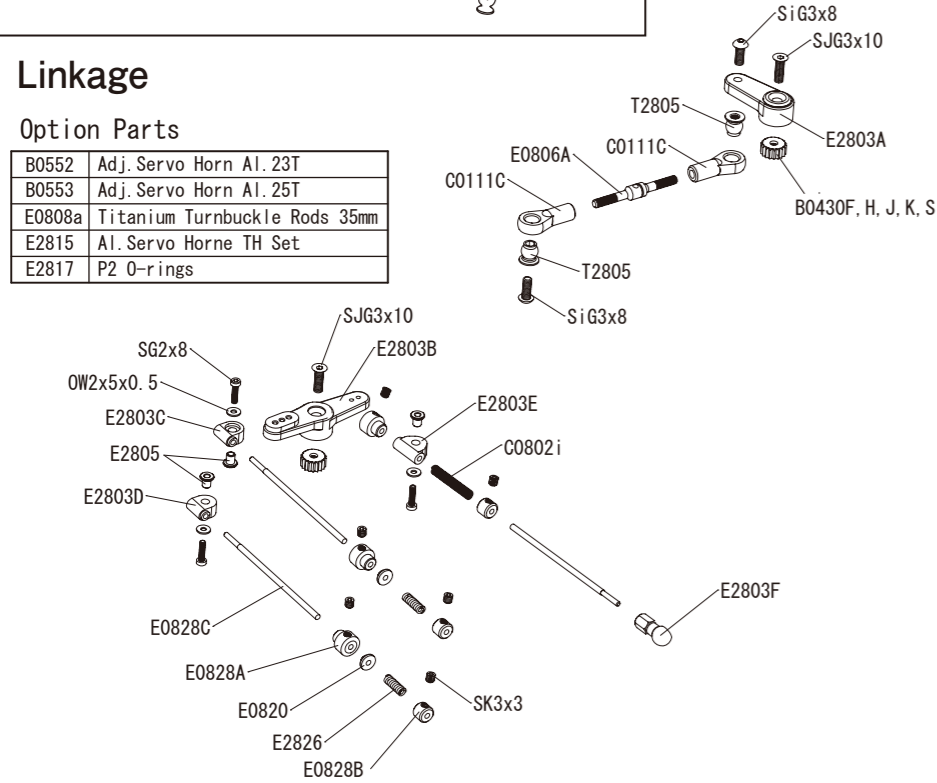 Linkage
Option Parts
B0552 Adj.Servo Horn Al.23T
B0553 Adj.Servo Horn Al.25T
E0808a Titanium Turnbuckle Rods 35mm
E2815 Al.Servo Horne TH Set
E2817 P2 O-rings
SiG3x8
SJG3x10
T2805
E2803A
C0111C
E0806A
C0111C
B0430F, H, J, K, S
T2805
SiG3x8
SJG3x10
SG2x8
E2803B
OW2x5x0.5
E2803C
E2803E
E2805
C0802i
E2803D
E2803F
E0828C
E0828A
E0820
SK3x3
E2826
E0828B